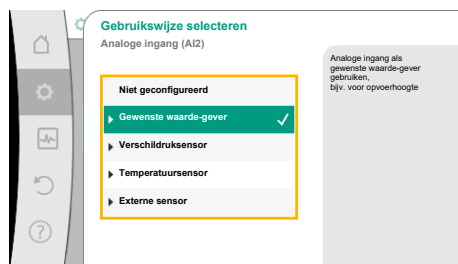 Gebruikswijze selecteren
Analoge ingang (AI2)
Niet geconfigureerd
Gewenste waarde-gever
Verschildruksensor
Temperatuursensor
Externe sensor
Analoge ingang als
gewenste waarde-gever
gebruiken,
bijv. voor opvoerhoogte